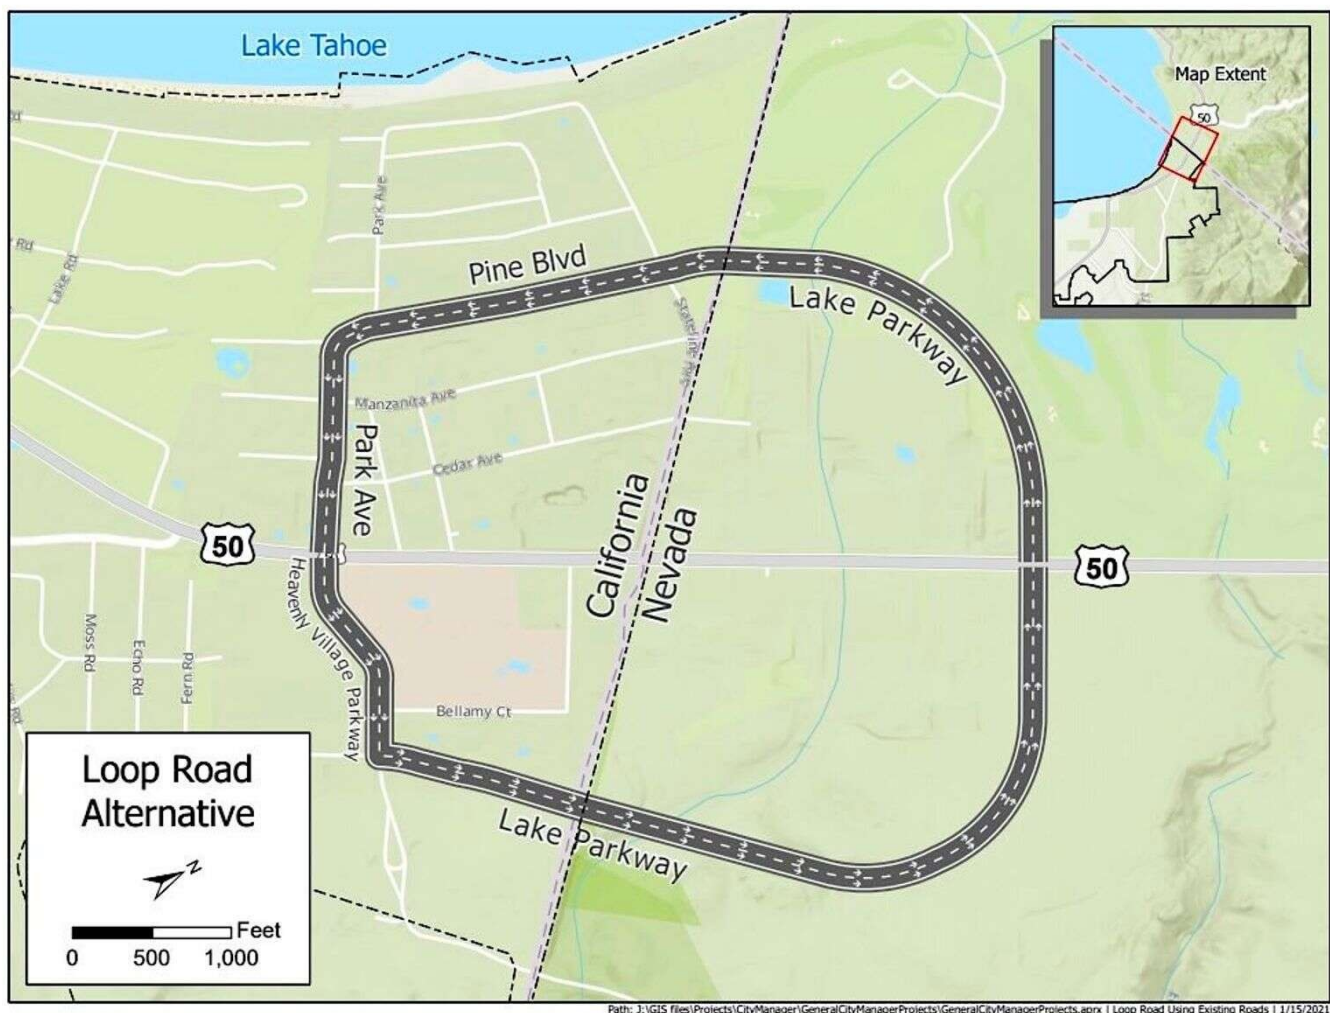 Lake Tahoe
Map Extent
50
Park Ave
Rd
Lake Rd
Pine Blvd
Lake Parkway
Stateline
Manzanita Ave
Park Ave
Cedar Ave
California
Nevada
50
50
Heavenly Village Parkway
Moss Rd
Echo Rd
Fern Rd
Bellamy Ct
Lake Parkway
Loop Road
Alternative
N
Feet
0 500 1,000
Path: J:\GIS files\Projects\CityManager\GeneralCityManagerProjects\GeneralCityManagerProjects.aprx | Loop Road Using Existing Roads | 1/15/2021